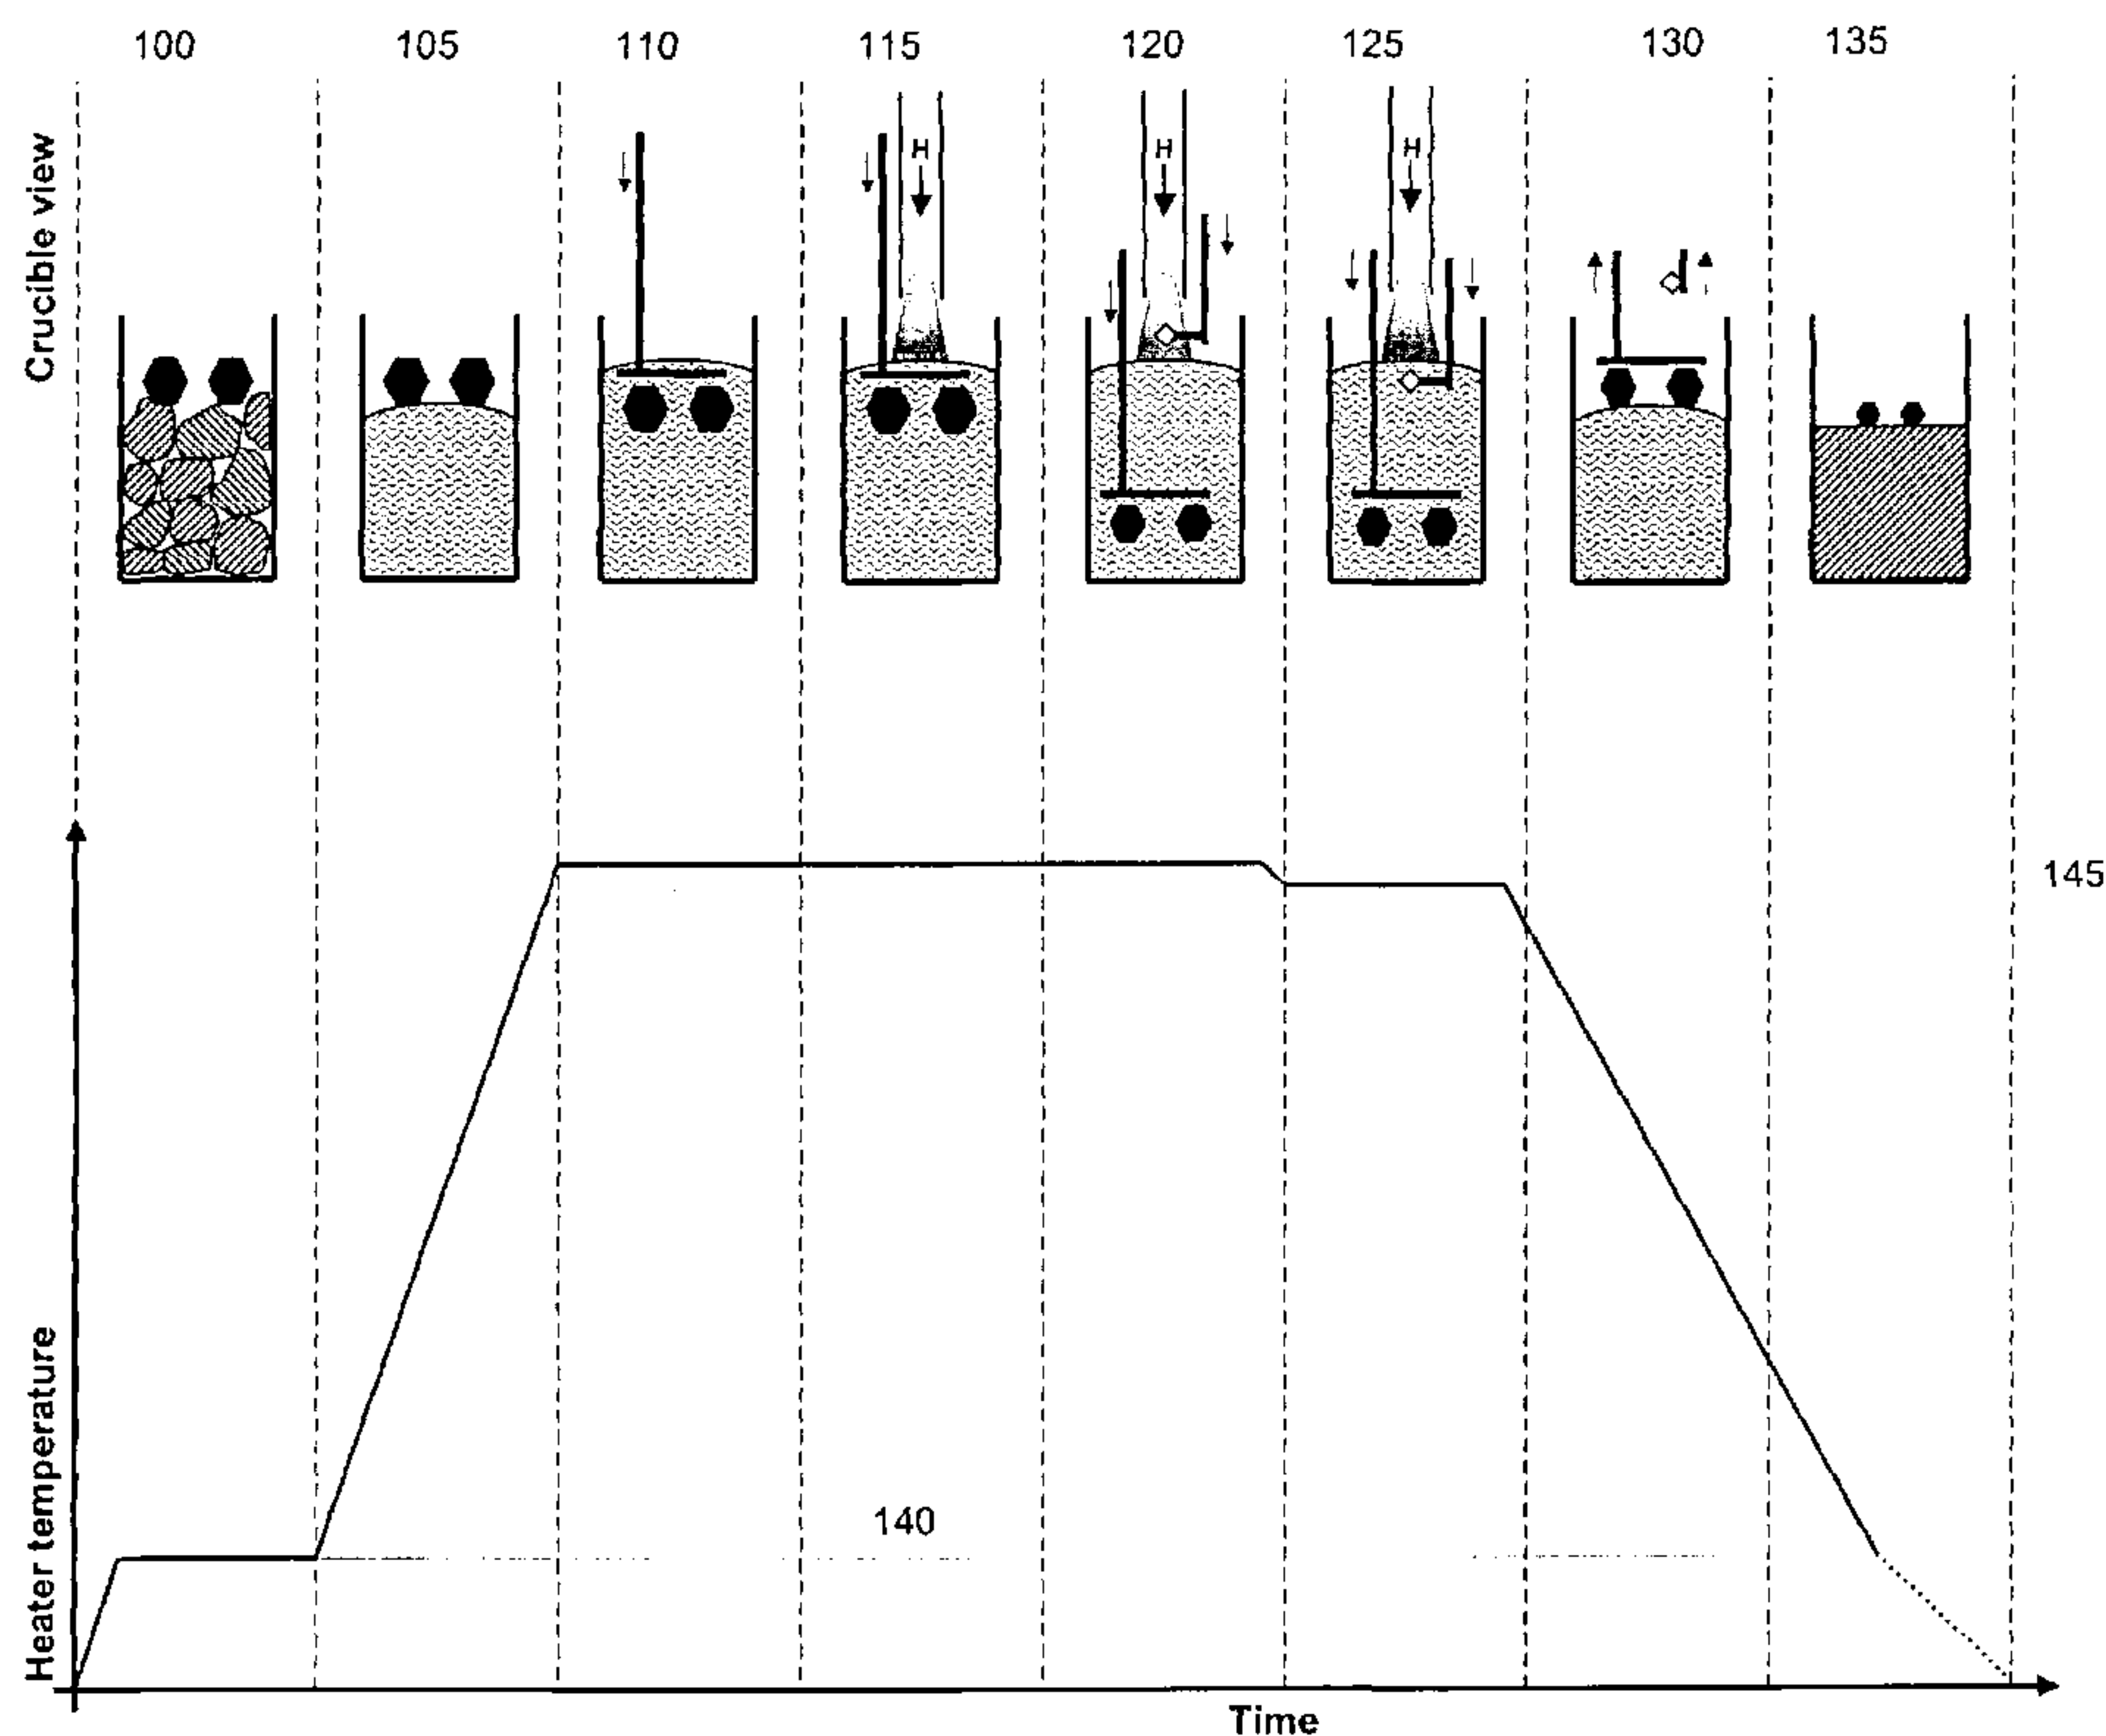 100 105 110 115 120 125 130 135
Crucible view
H H H
145
140
Heater temperature
Time